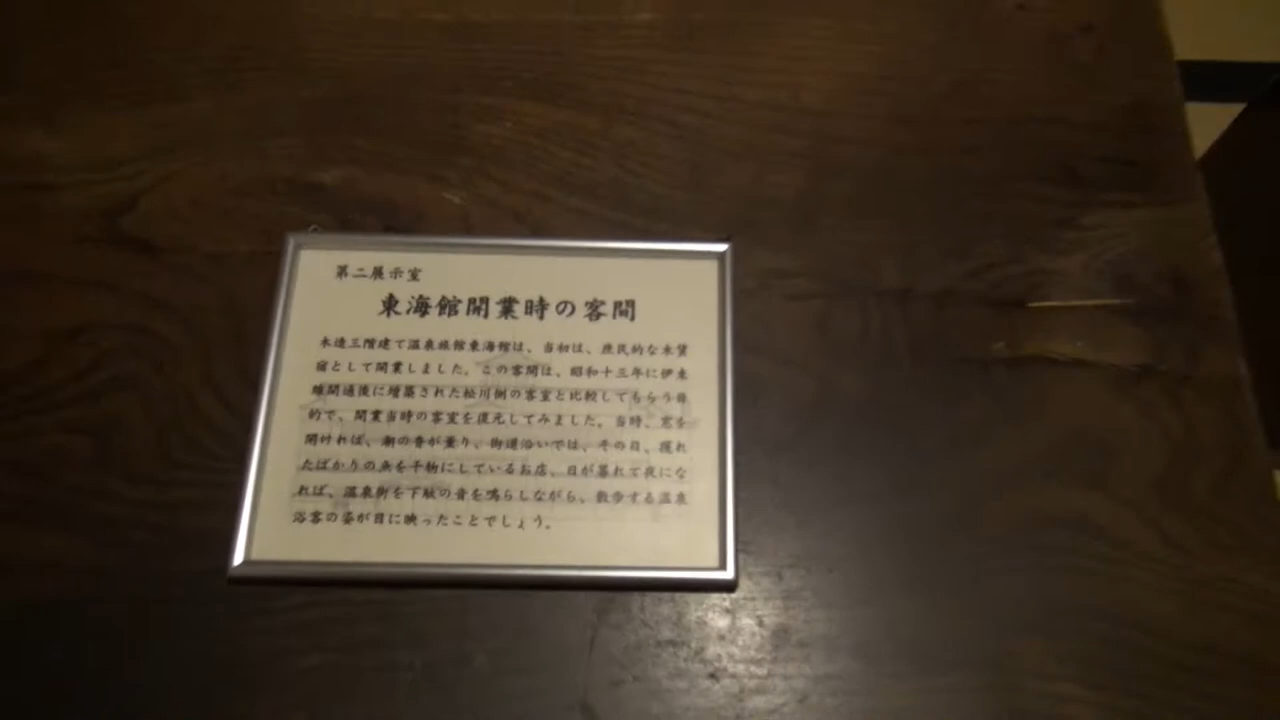 第二展示室
東海館開業時の客間
木造三階建て温泉旅館東海館は、当初は、庶民的な木賃
宿として開業しました。この客間は、昭和十三年に伊東
線開通後に増築された松川側の客室と比較してもらう目
的で、開業当時の客室を復元してみました。当時、窓を
開ければ、潮の香が薫り、街道沿いでは、その日、獲れ
たばかりの魚を干物にしているお店、日が暮れて夜にな
れば、温泉街を下駄の音を鳴らしながら、散歩する温泉
浴客の姿が目に映ったことでしょう。